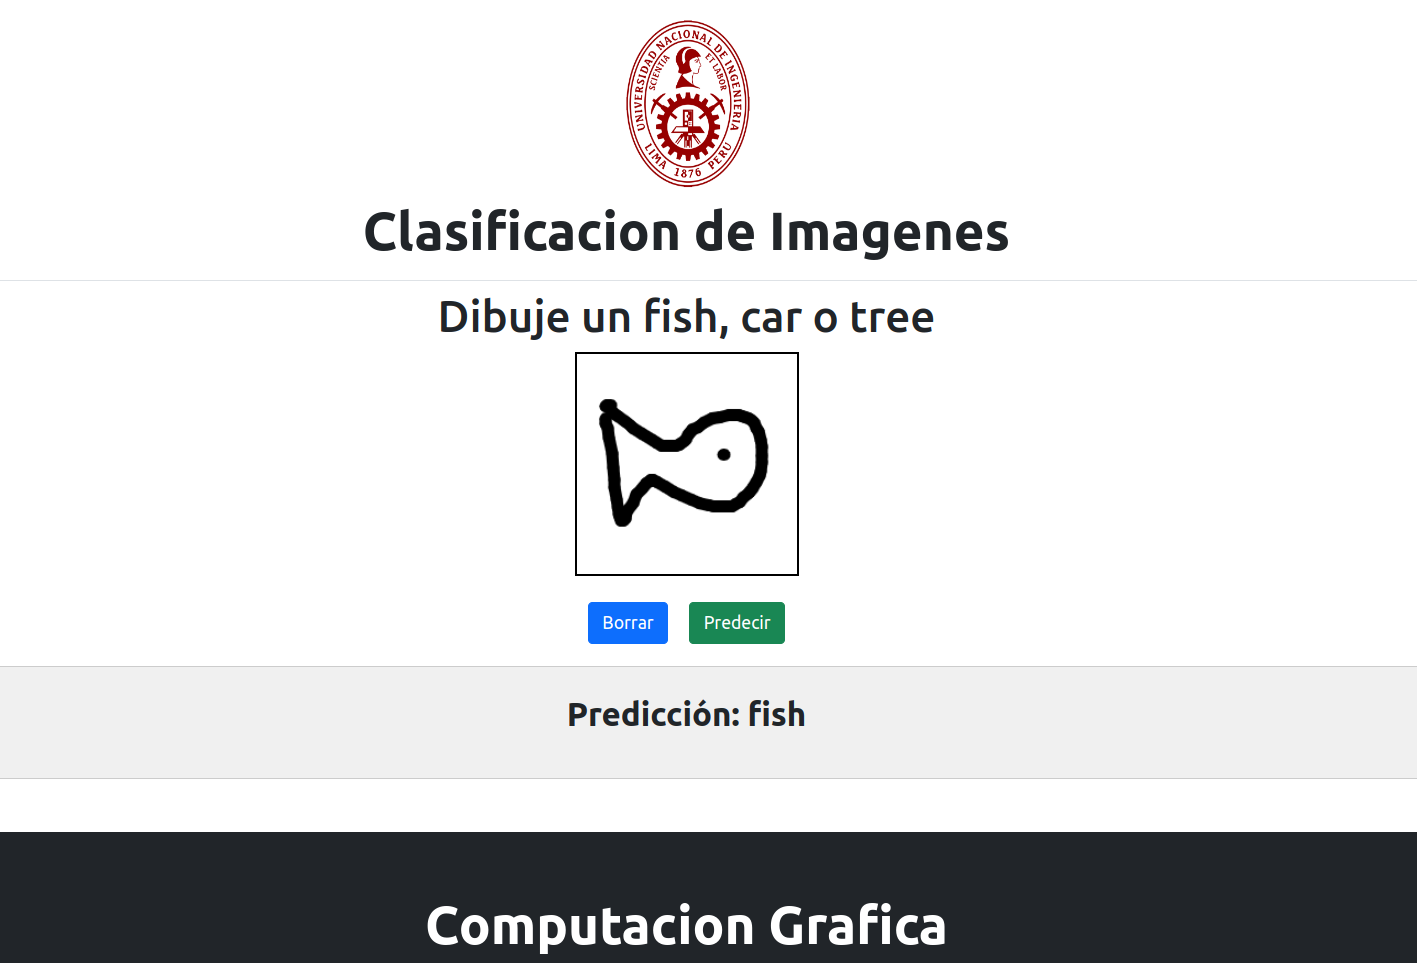 UNIVERSIDAD NACIONAL DE INGENIERIA
SCIENTIA ET LABOR
LIMA 1876 PERU
Clasificacion de Imagenes
Dibuje un fish, car o tree
Borrar Predecir
Predicción: fish
Computacion Grafica